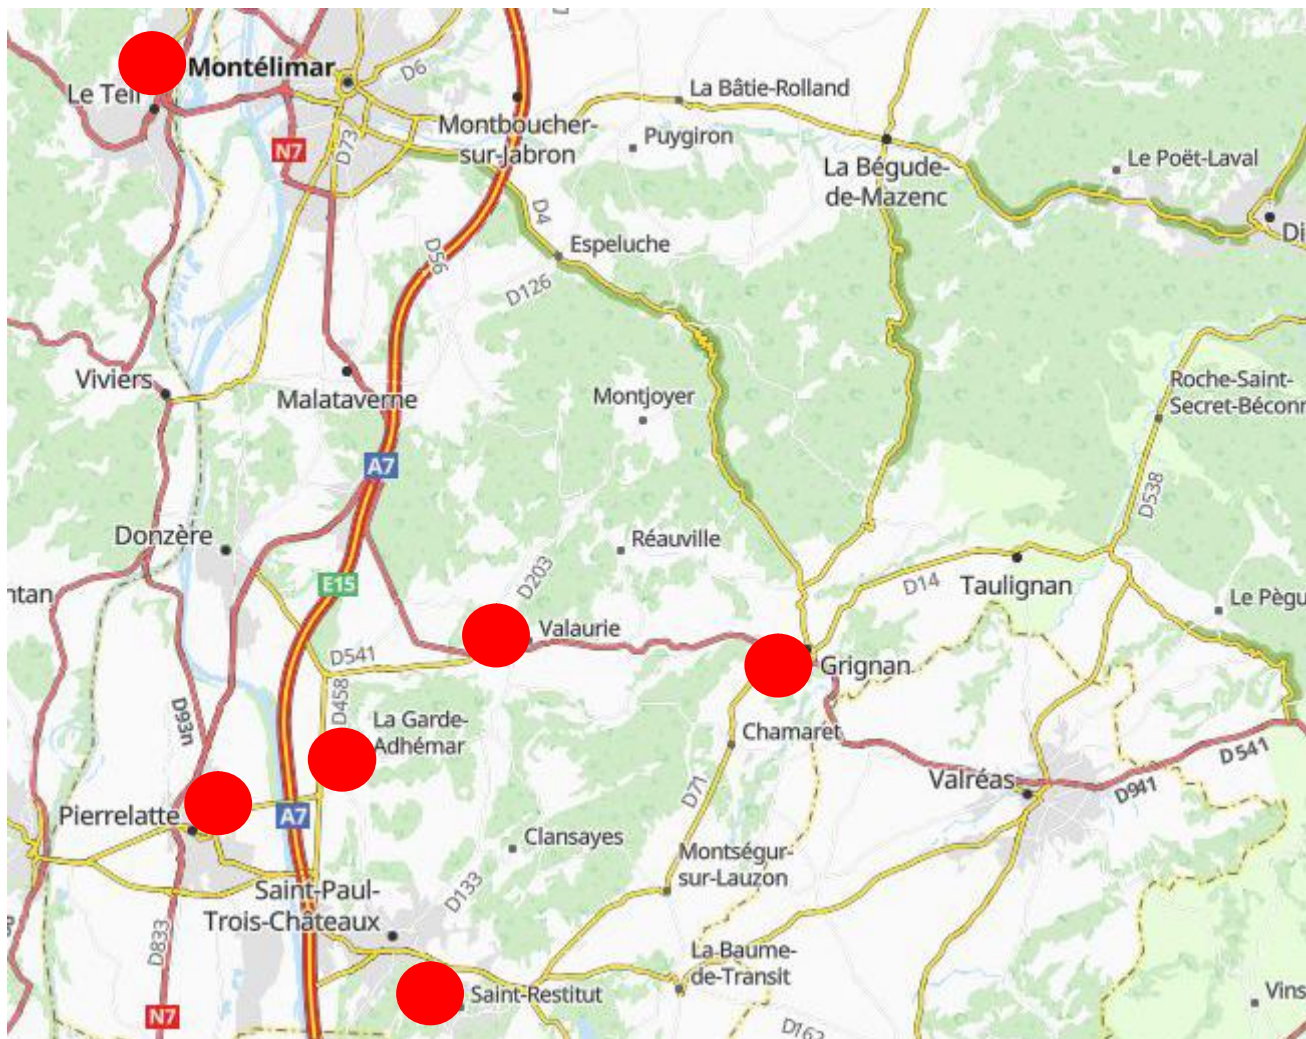 Montélimar
Le Teil
D6
La Bâtie-Rolland
Montboucher-
sur-Jabron
Puygiron
N7
D73
La Bégude-
de-Mazenc
Le Poët-Laval
D4
Di
D56
Espeluche
D126
Viviers
Malataverne
Montjoyer
Roche-Saint-
Secret-Béconn
A7
D538
Donzère
Réauville
E15
D203
D14
Taulignan
ntan
Le Pègu
Valaurie
D541
Grignan
D458
D93n
La Garde-
Adhémar
Chamaret
D541
Valréas
D941
D71
Pierrelatte
A7
Clansayes
Montségur-
sur-Lauzon
Saint-Paul-
Trois-Châteaux
D133
D833
La Baume-
de-Transit
Saint-Restitut
Vins
N7